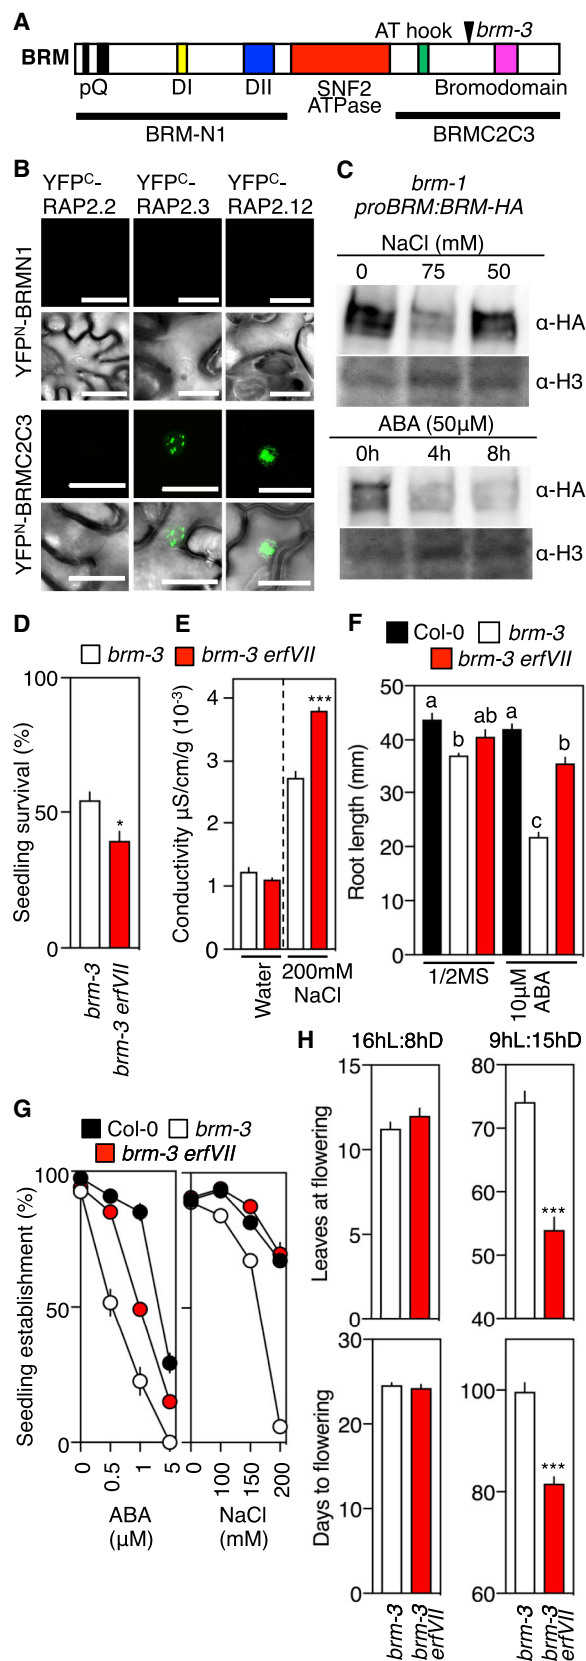 A
AT hook brm-3
BRM
pQ DI DII SNF2 ATPase Bromodomain
BRM-N1 BRMC2C3
B
YFPC-RAP2.2 YFPC-RAP2.3 YFPC-RAP2.12
YFPN-BRMN1
YFPN-BRMC2C3
C
brm-1
proBRM:BRM-HA
NaCl (mM)
0 75 50
α-HA
α-H3
ABA (50µM)
0h 4h 8h
α-HA
α-H3
D
brm-3 brm-3 erfVII
Seedling survival (%)
100
50
0
*
brm-3
brm-3 erfVII
E
Conductivity µS/cm/g (10-3)
4
3
2
1
0
***
Water
200mM
NaCl
F
Col-0 brm-3
brm-3 erfVII
Root length (mm)
50
40
30
20
10
0
a b ab a c b
1/2MS
10µM
ABA
G
Col-0 brm-3
brm-3 erfVII
Seedling establishment (%)
100
50
0
0 0.5 1 5
ABA
(µM)
0 100 150 200
NaCl
(mM)
H
16hL:8hD 9hL:15hD
Leaves at flowering
15
10
5
0
80
70
60
50
40
***
Days to flowering
30
20
10
0
100
80
60
***
brm-3
brm-3
erfVII
brm-3
brm-3
erfVII